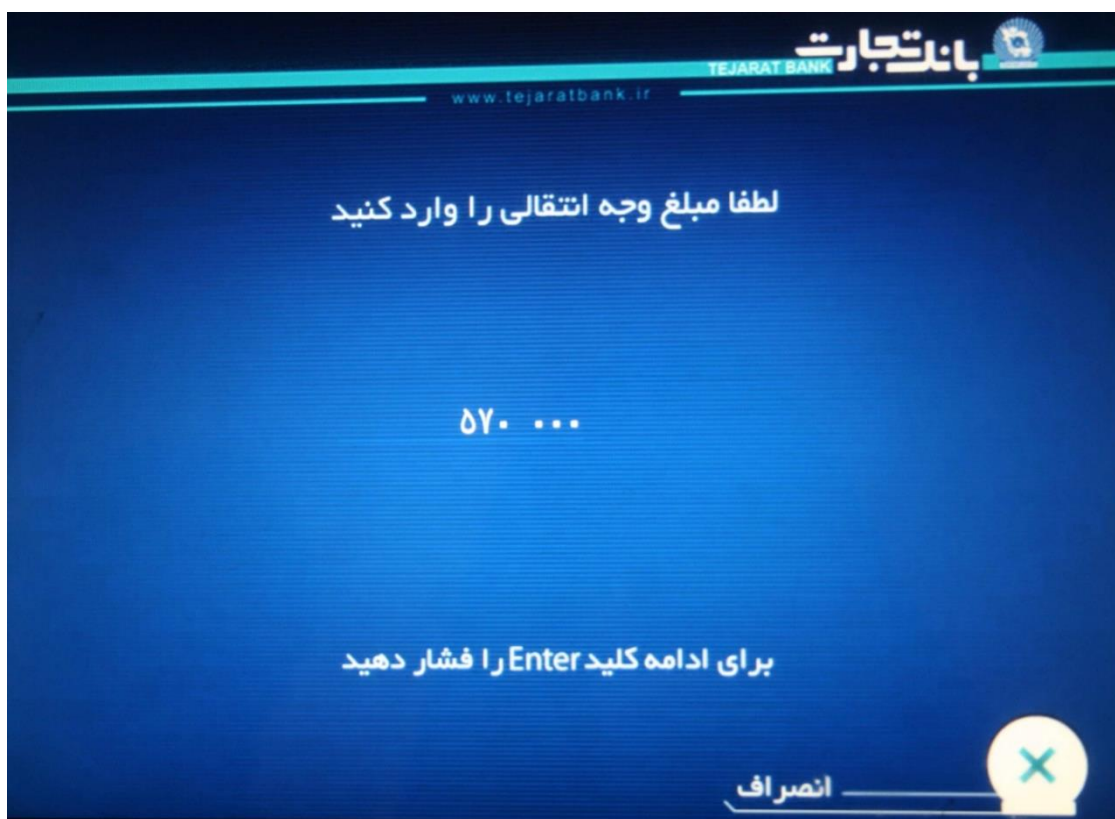 بانک تجارت
TEJARAT BANK
www.tejaratbank.ir
لطفا مبلغ وجه انتقالی را وارد کنید
۵۷۰ ۰۰۰
برای ادامه کلید Enter را فشار دهید
انصراف